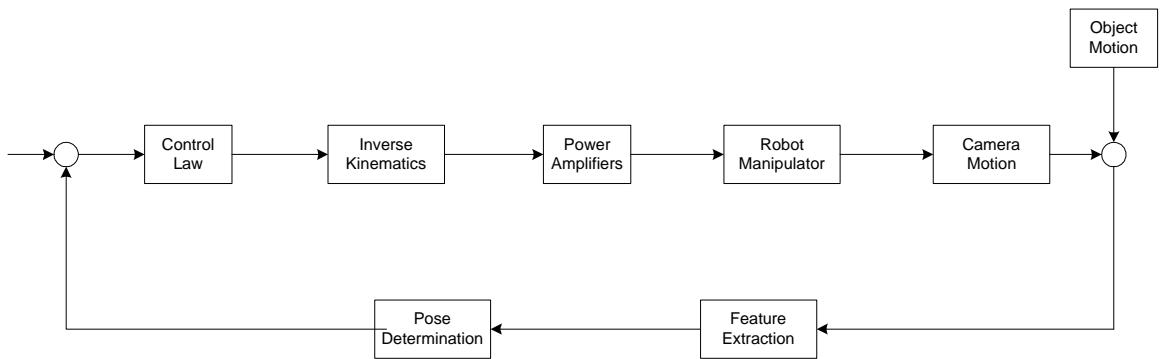 Object
Motion
Control
Law
Inverse
Kinematics
Power
Amplifiers
Robot
Manipulator
Camera
Motion
Pose
Determination
Feature
Extraction